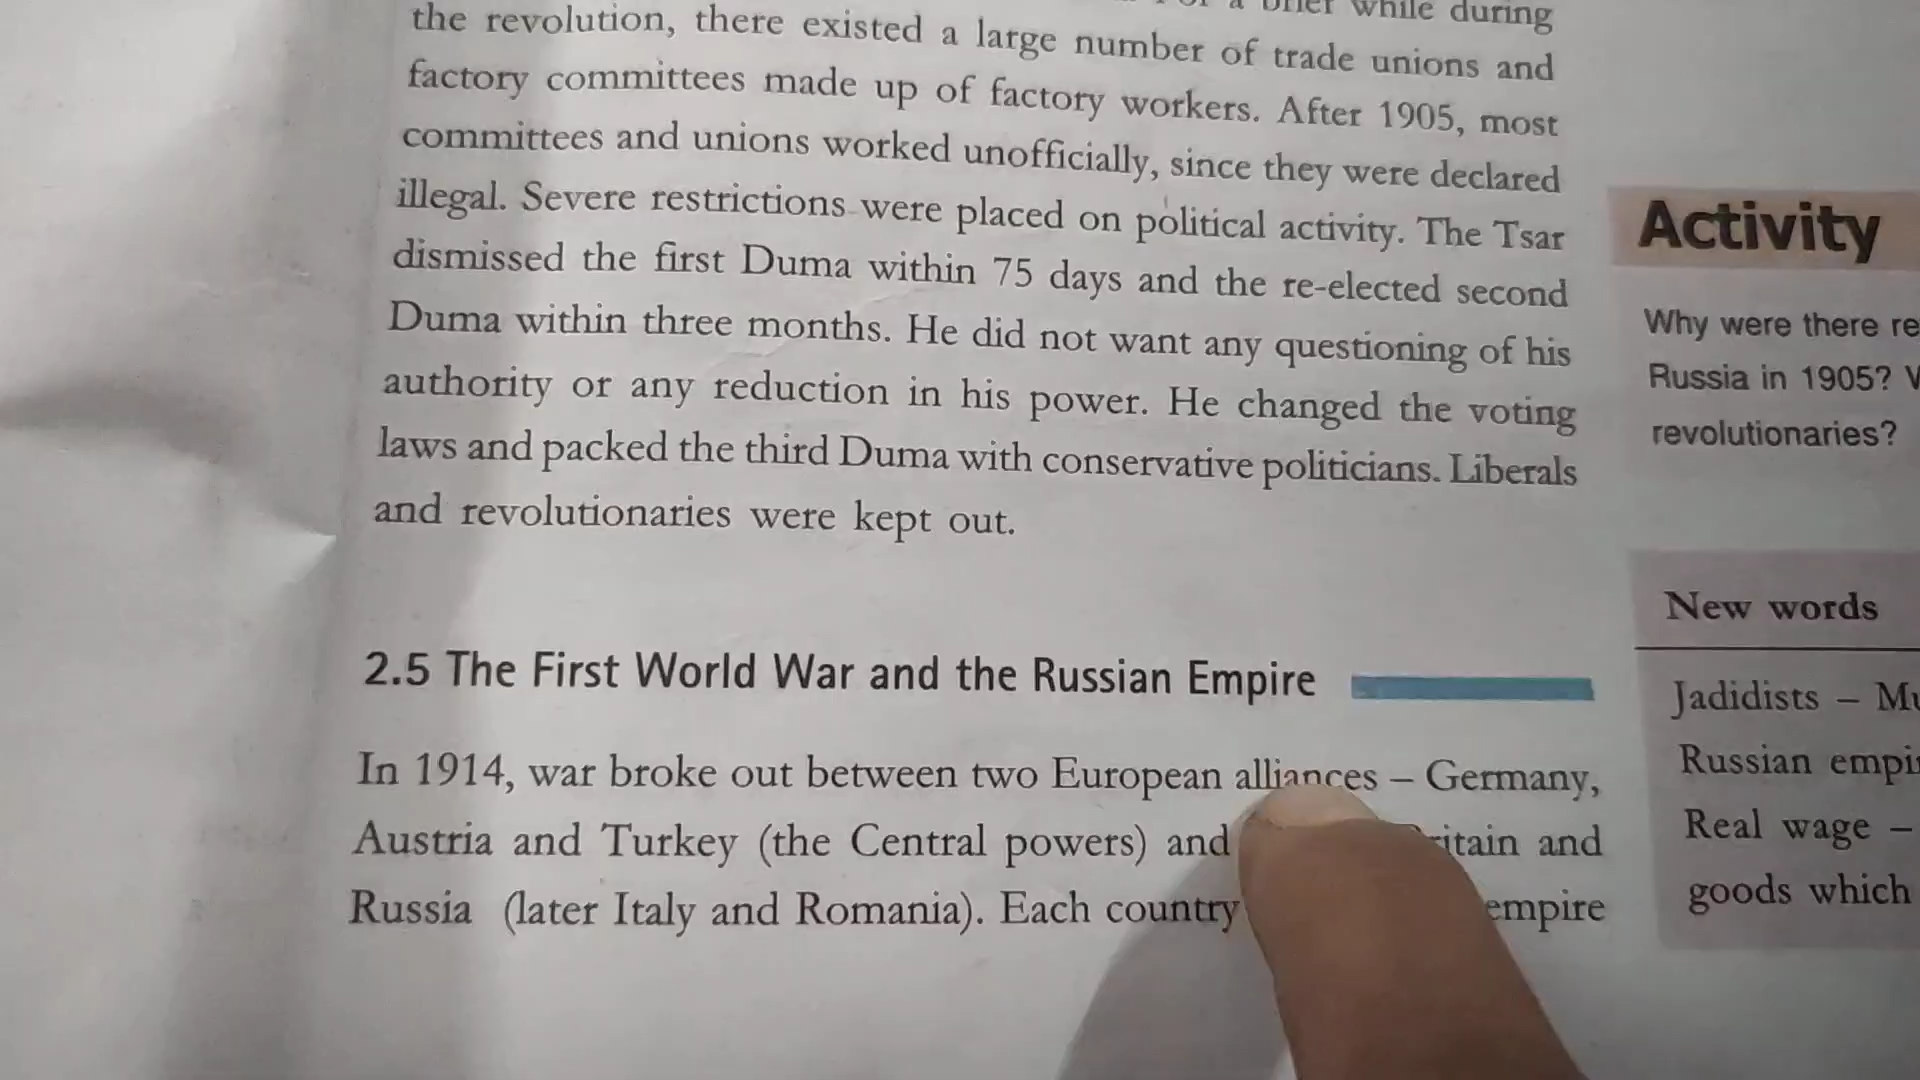 a brief while during
the revolution, there existed a large number of trade unions and
factory committees made up of factory workers. After 1905, most
committees and unions worked unofficially, since they were declared
illegal. Severe restrictions were placed on political activity. The Tsar
dismissed the first Duma within 75 days and the re-elected second
Duma within three months. He did not want any questioning of his
authority or any reduction in his power. He changed the voting
laws and packed the third Duma with conservative politicians. Liberals
and revolutionaries were kept out.
2.5 The First World War and the Russian Empire
In 1914, war broke out between two European alliances – Germany,
Austria and Turkey (the Central powers) and and
Russia (later Italy and Romania). Each country empire
Activity
Why were there
Russia in 1905?
revolutionaries?
New words
Jadidists –
Russian
Real wage –
goods which